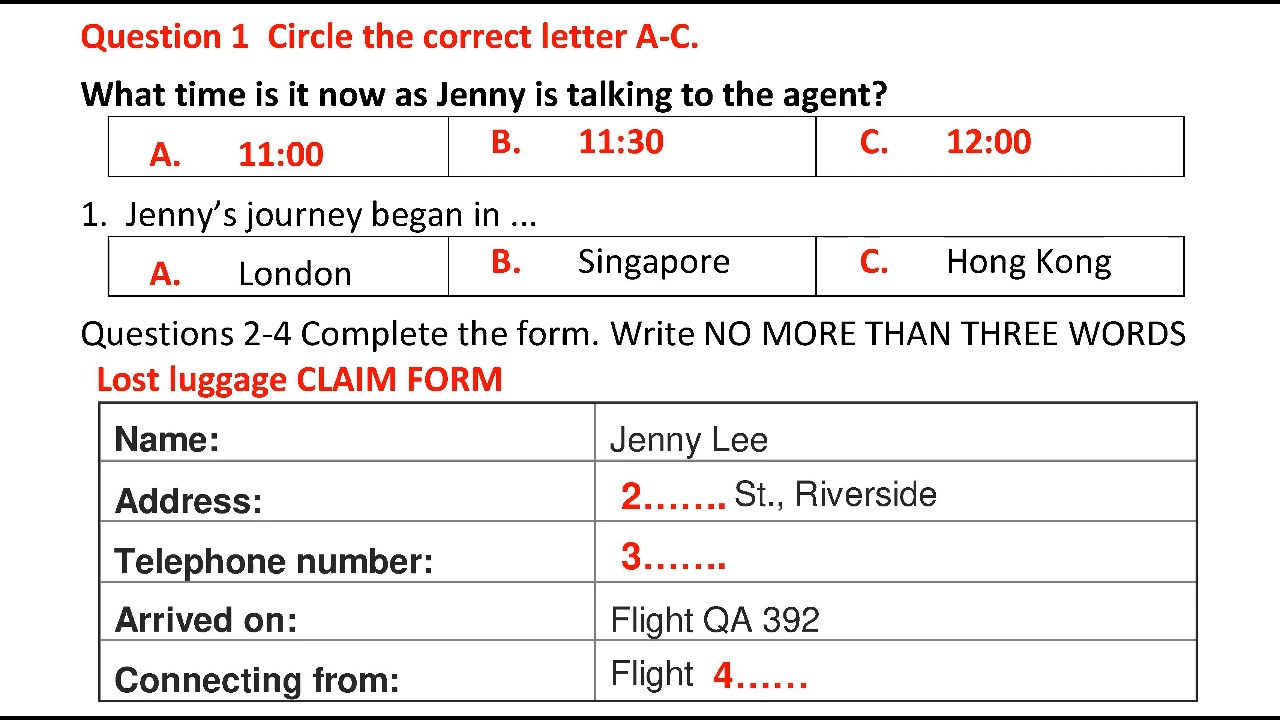 Question 1 Circle the correct letter A-C.
What time is it now as Jenny is talking to the agent?
A. 11:00 B. 11:30 C. 12:00
1. Jenny’s journey began in ...
A. London B. Singapore C. Hong Kong
Questions 2-4 Complete the form. Write NO MORE THAN THREE WORDS
Lost luggage CLAIM FORM
Name: Jenny Lee
Address: 2……. St., Riverside
Telephone number: 3…….
Arrived on: Flight QA 392
Connecting from: Flight 4……